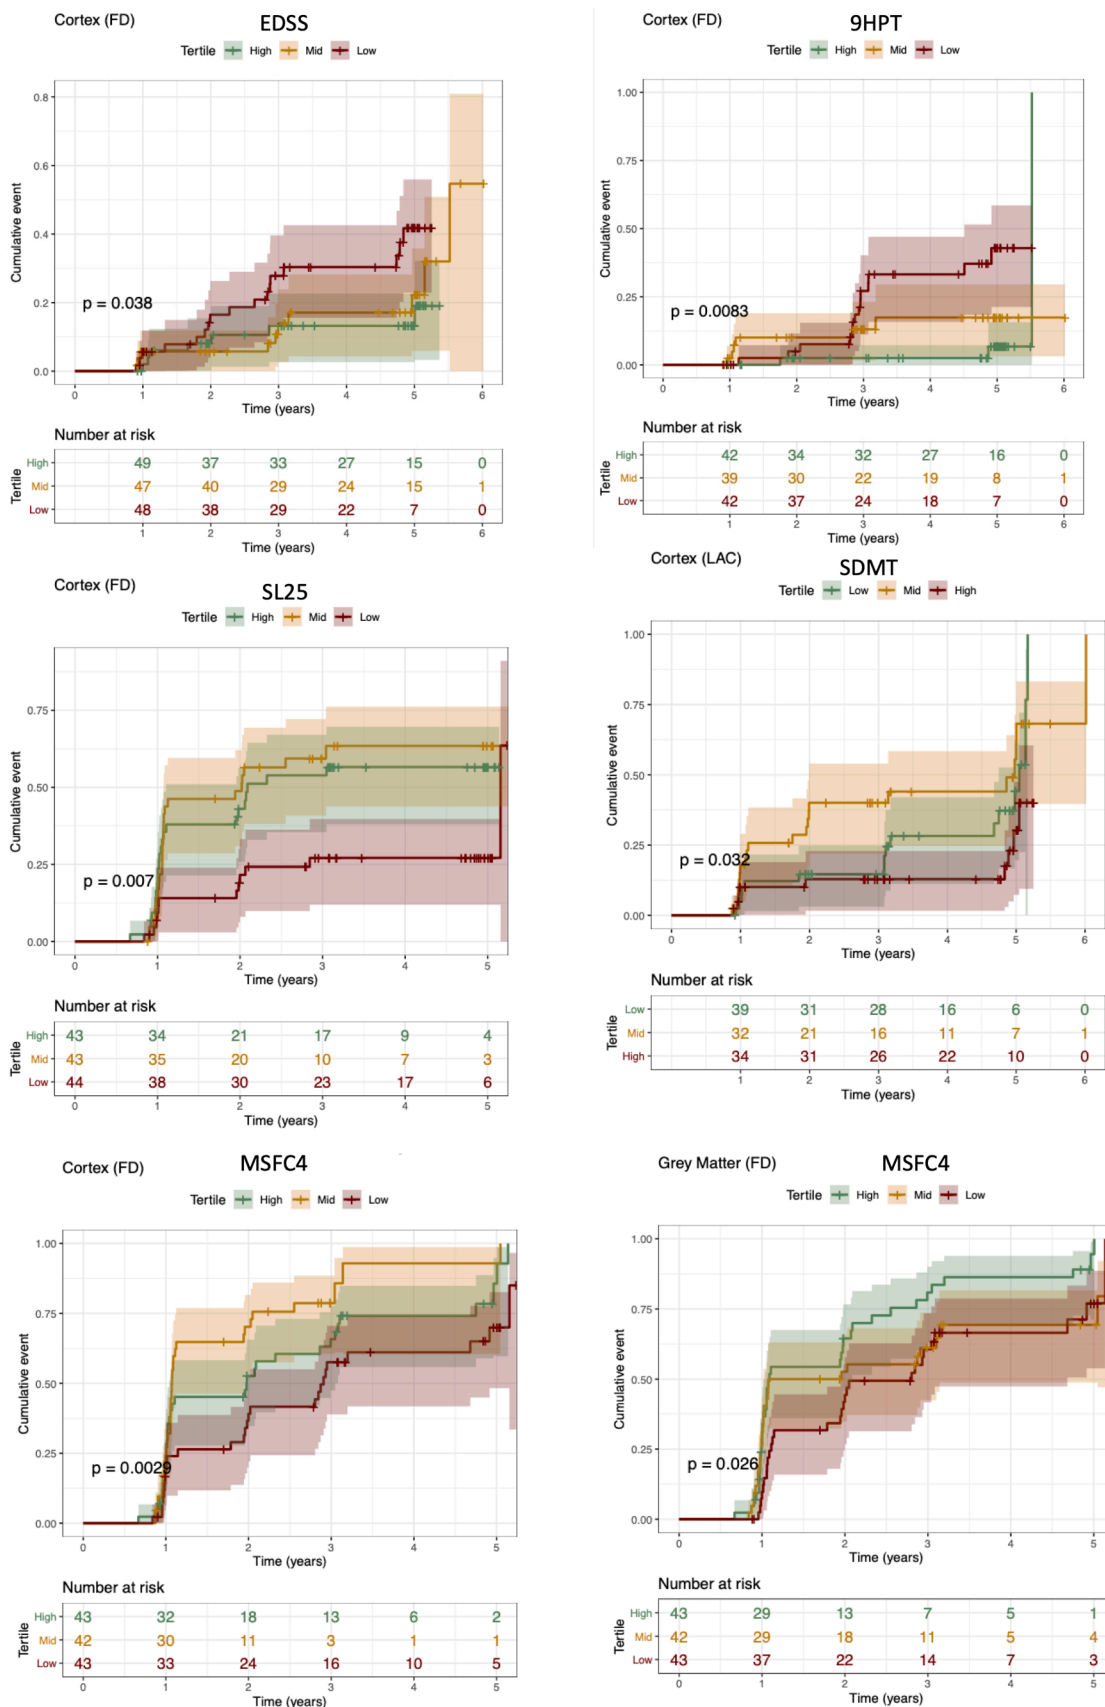 Cortex (FD) EDSS
Tertile High Mid Low
Cumulative event
0.8
0.6
0.4
0.2
0.0
p = 0.038
0 1 2 3 4 5 6
Time (years)
Number at risk
Tertile
High 49 37 33 27 15 0
Mid 47 40 29 24 15 1
Low 48 38 29 22 7 0
1 2 3 4 5 6
Time (years)
Cortex (FD) 9HPT
Tertile High Mid Low
Cumulative event
1.00
0.75
0.50
0.25
0.00
p = 0.0083
0 1 2 3 4 5 6
Time (years)
Number at risk
Tertile
High 42 34 32 27 16 0
Mid 39 30 22 19 8 1
Low 42 37 24 18 7 0
1 2 3 4 5 6
Time (years)
Cortex (FD) SL25
Tertile High Mid Low
Cumulative event
0.75
0.50
0.25
0.00
p = 0.007
0 1 2 3 4 5
Time (years)
Number at risk
Tertile
High 43 34 21 17 9 4
Mid 43 35 20 10 7 3
Low 44 38 30 23 17 6
0 1 2 3 4 5
Time (years)
Cortex (LAC) SDMT
Tertile Low Mid High
Cumulative event
1.00
0.75
0.50
0.25
0.00
p = 0.032
0 1 2 3 4 5 6
Time (years)
Number at risk
Tertile
Low 39 31 28 16 6 0
Mid 32 21 16 11 7 1
High 34 31 26 22 10 0
1 2 3 4 5 6
Time (years)
Cortex (FD) MSFC4
Tertile High Mid Low
Cumulative event
1.00
0.75
0.50
0.25
0.00
p = 0.0029
0 1 2 3 4 5
Time (years)
Number at risk
Tertile
High 43 32 18 13 6 2
Mid 42 30 11 3 1 1
Low 43 33 24 16 10 5
0 1 2 3 4 5
Time (years)
Grey Matter (FD) MSFC4
Tertile High Mid Low
Cumulative event
1.00
0.75
0.50
0.25
0.00
p = 0.026
0 1 2 3 4 5
Time (years)
Number at risk
Tertile
High 43 29 13 7 5 1
Mid 42 29 18 11 5 4
Low 43 37 22 14 7 3
0 1 2 3 4 5
Time (years)